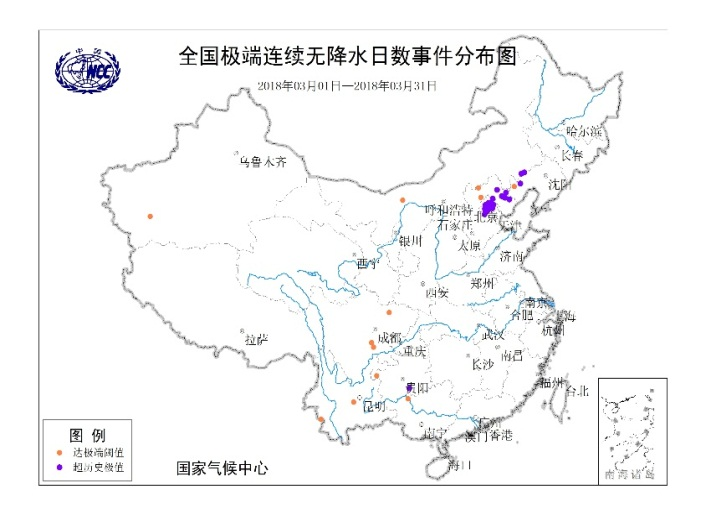 中
NCC
全国极端连续无降水日数事件分布图
2018年03月01日—2018年03月31日
哈尔滨
长春
乌鲁木齐
沈阳
呼和浩特
北京
天津
石家庄
银川
太原
济南
西宁
郑州
西安
南京
合肥
上海
杭州
拉萨
成都
武汉
重庆
南昌
长沙
贵阳
福州
台北
昆明
广州
南宁
澳门香港
海口
南海诸岛
图 例
达极端阈值
超历史极值
国家气候中心